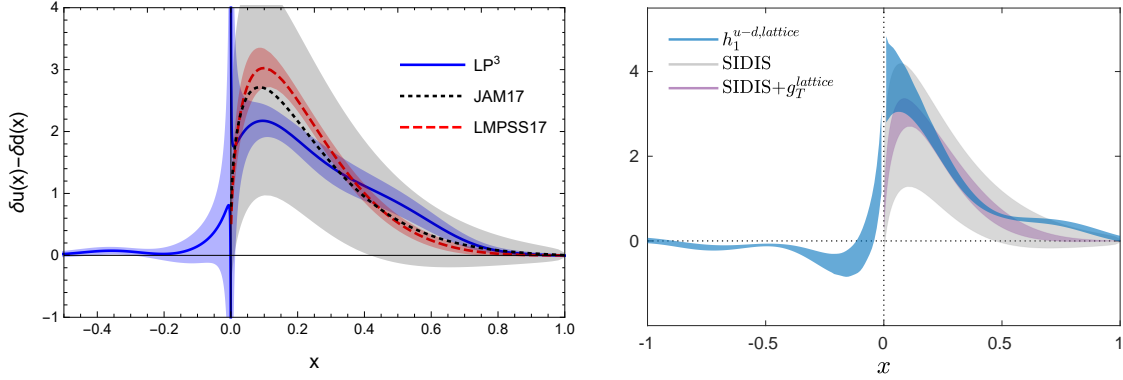 4
3
2
1
0
−1
δu(x)−δd(x)
−0.4
−0.2
0.0
0.2
0.4
0.6
0.8
1.0
x
LP³
JAM17
LMPSS17
4
2
0
-1
-0.5
0
0.5
1
x
h₁^{u−d,lattice}
SIDIS
SIDIS+g_T^{lattice}